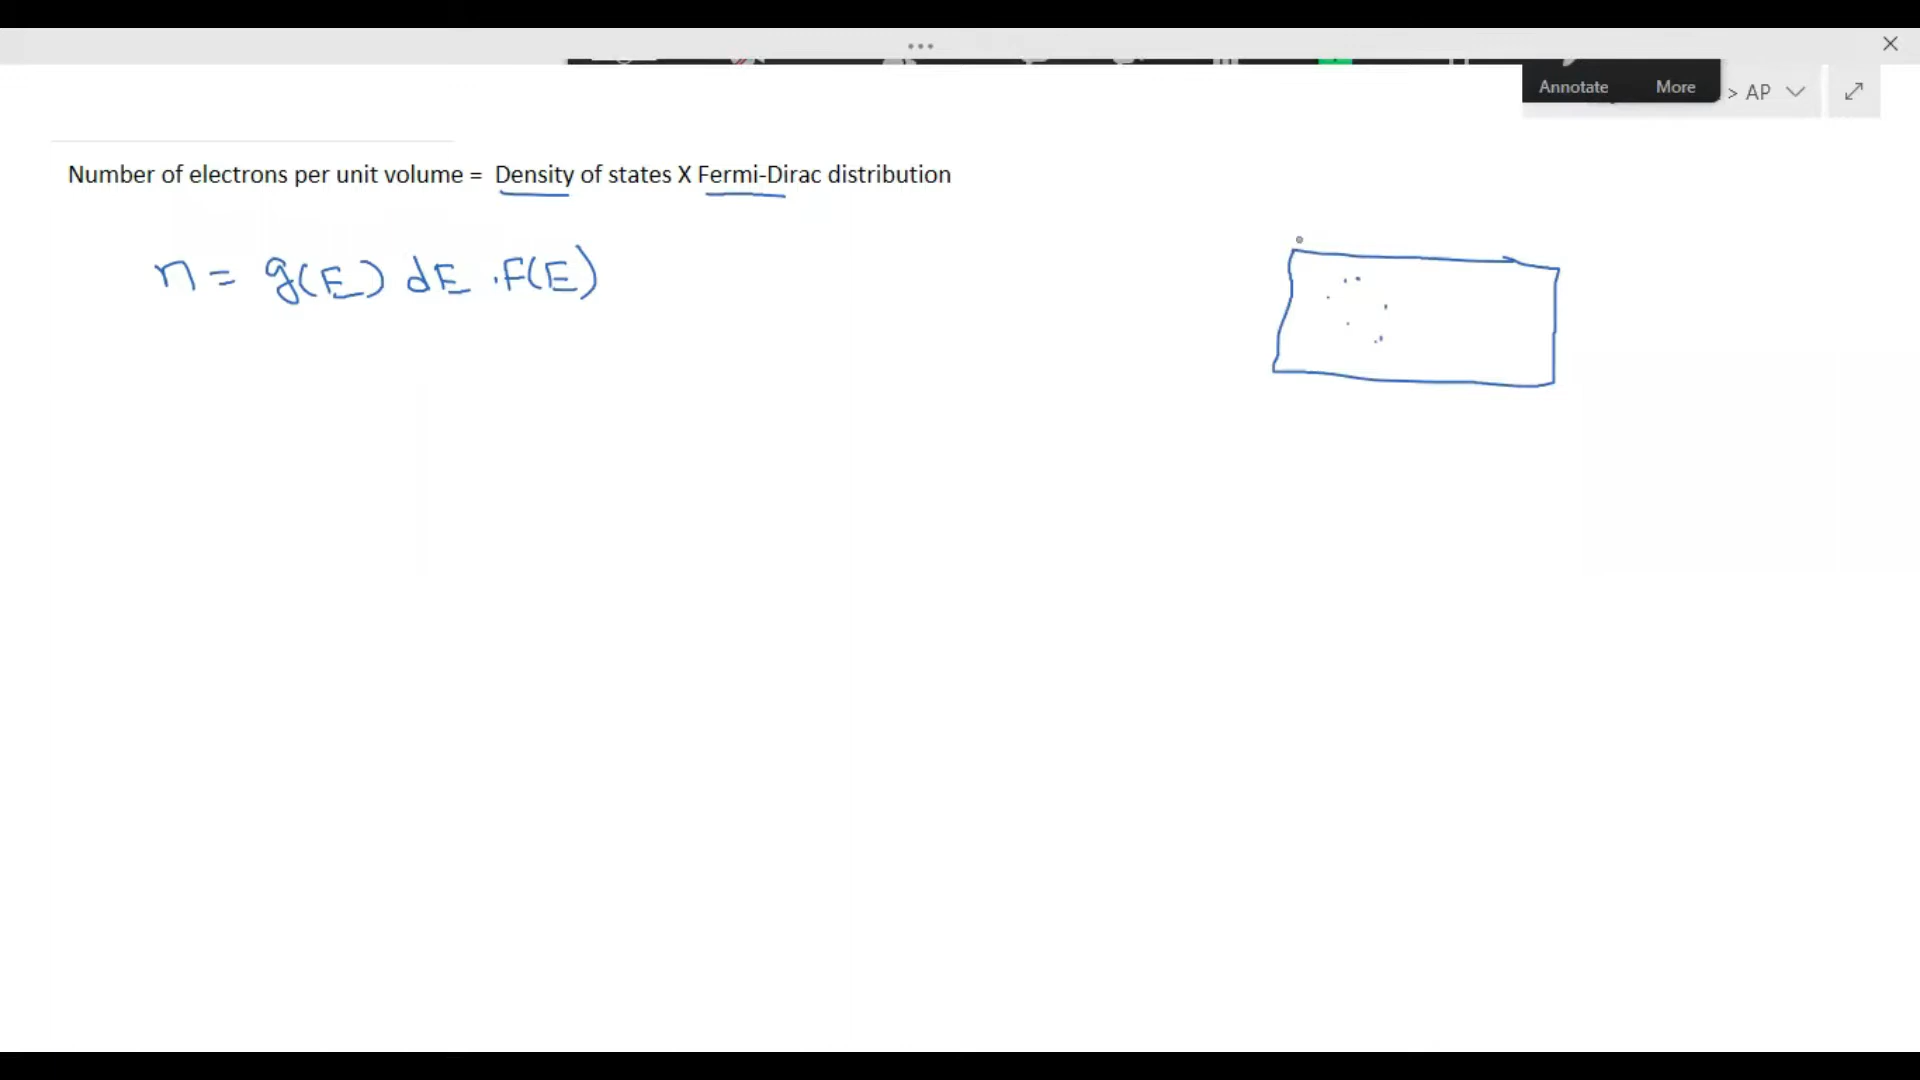 Annotate More
> AP
Number of electrons per unit volume = Density of states X Fermi-Dirac distribution
n = g(E) dE . F(E)